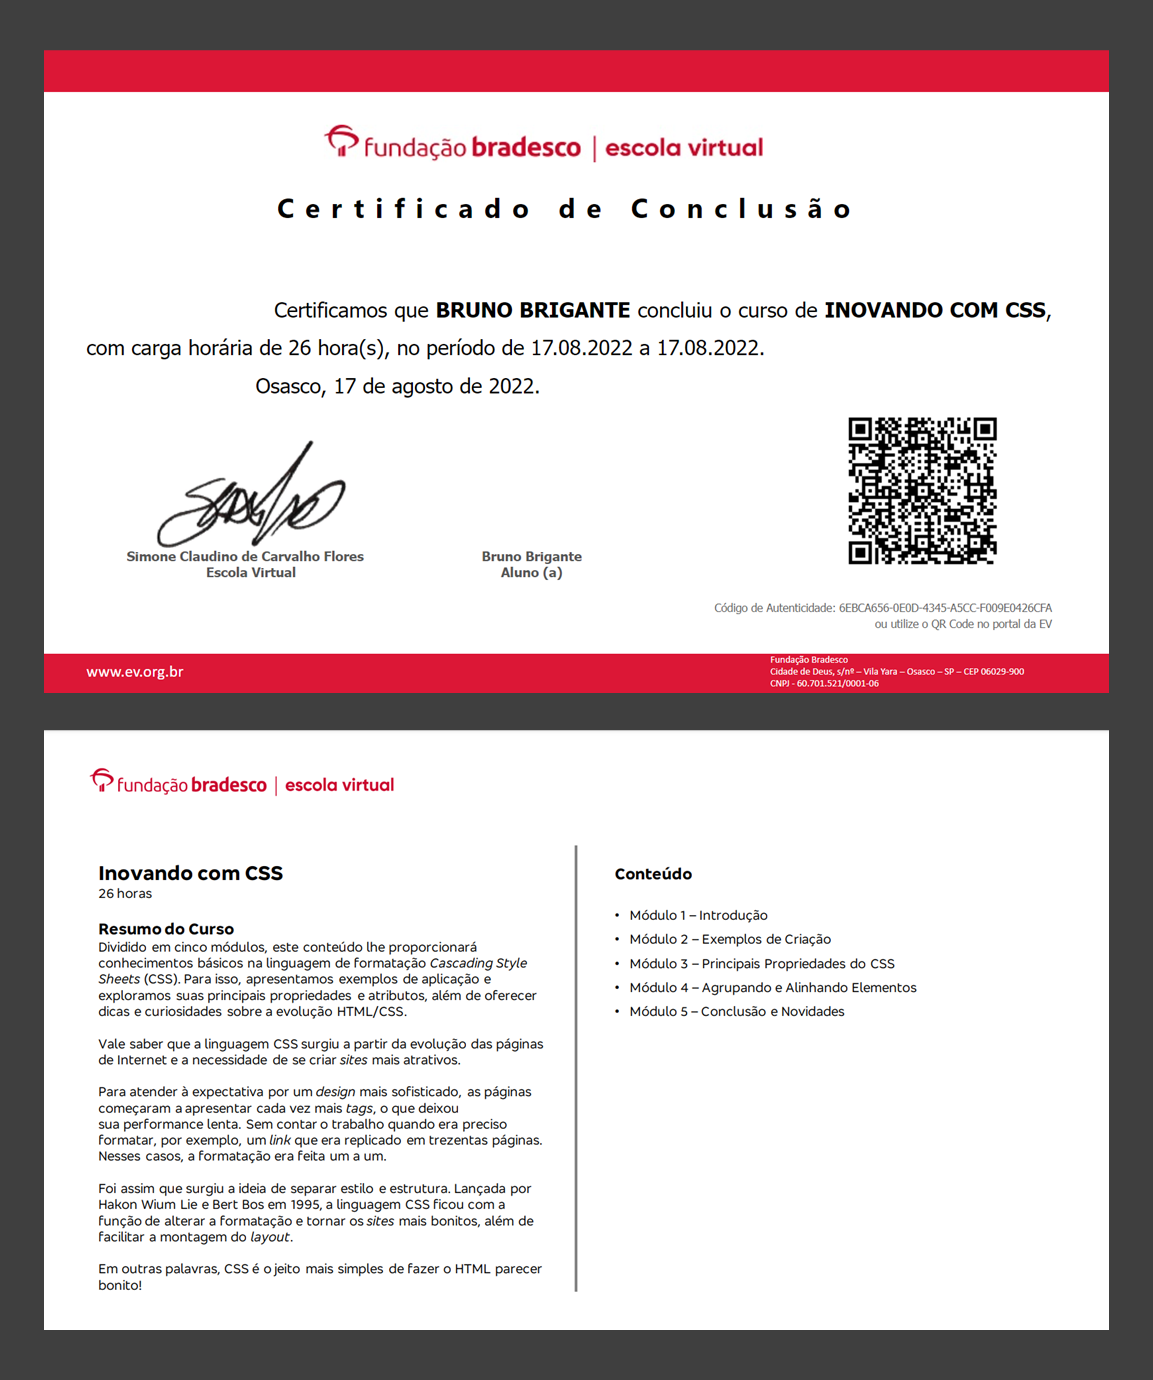 fundação bradesco | escola virtual
Certificado de Conclusão
Certificamos que BRUNO BRIGANTE concluiu o curso de INOVANDO COM CSS,
com carga horária de 26 hora(s), no período de 17.08.2022 a 17.08.2022.
Osasco, 17 de agosto de 2022.
Simone Claudino de Carvalho Flores
Escola Virtual
Bruno Brigante
Aluno (a)
Código de Autenticidade: 6EBCA656-0E0D-4345-A5CC-F009E0426CFA
ou utilize o QR Code no portal da EV
www.ev.org.br
Fundação Bradesco
Cidade de Deus, s/nº – Vila Yara – Osasco – SP – CEP 06029-900
CNPJ - 60.701.521/0001-06
fundação bradesco | escola virtual
Inovando com CSS
26 horas
Resumo do Curso
Dividido em cinco módulos, este conteúdo lhe proporcionará
conhecimentos básicos na linguagem de formatação Cascading Style
Sheets (CSS). Para isso, apresentamos exemplos de aplicação e
exploramos suas principais propriedades e atributos, além de oferecer
dicas e curiosidades sobre a evolução HTML/CSS.
Vale saber que a linguagem CSS surgiu a partir da evolução das páginas
de Internet e a necessidade de se criar sites mais atrativos.
Para atender à expectativa por um design mais sofisticado, as páginas
começaram a apresentar cada vez mais tags, o que deixou
sua performance lenta. Sem contar o trabalho quando era preciso
formatar, por exemplo, um link que era replicado em trezentas páginas.
Nesses casos, a formatação era feita um a um.
Foi assim que surgiu a ideia de separar estilo e estrutura. Lançada por
Hakon Wium Lie e Bert Bos em 1995, a linguagem CSS ficou com a
função de alterar a formatação e tornar os sites mais bonitos, além de
facilitar a montagem do layout.
Em outras palavras, CSS é o jeito mais simples de fazer o HTML parecer
bonito!
Conteúdo
• Módulo 1 – Introdução
• Módulo 2 – Exemplos de Criação
• Módulo 3 – Principais Propriedades do CSS
• Módulo 4 – Agrupando e Alinhando Elementos
• Módulo 5 – Conclusão e Novidades